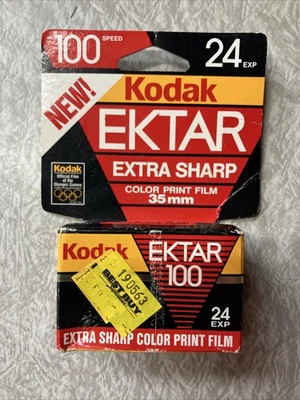 100 SPEED
24 EXP
NEW!
Kodak
EKTAR
EXTRA SHARP
COLOR PRINT FILM
35mm
Kodak
Official Film
of the
Olympic Games
Kodak
EKTAR
100
190563
BEST BUY
24
EXP
EXTRA SHARP COLOR PRINT FILM